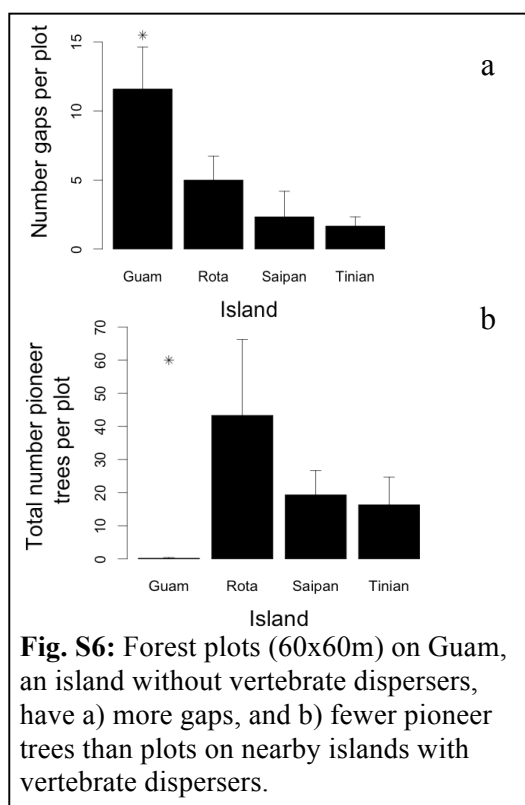 a
*
15
10
5
0
Number gaps per plot
Guam Rota Saipan Tinian
Island
b
70
60
50
40
30
20
10
0
*
Total number pioneer
trees per plot
Guam Rota Saipan Tinian
Island
Fig. S6: Forest plots (60x60m) on Guam,
an island without vertebrate dispersers,
have a) more gaps, and b) fewer pioneer
trees than plots on nearby islands with
vertebrate dispersers.